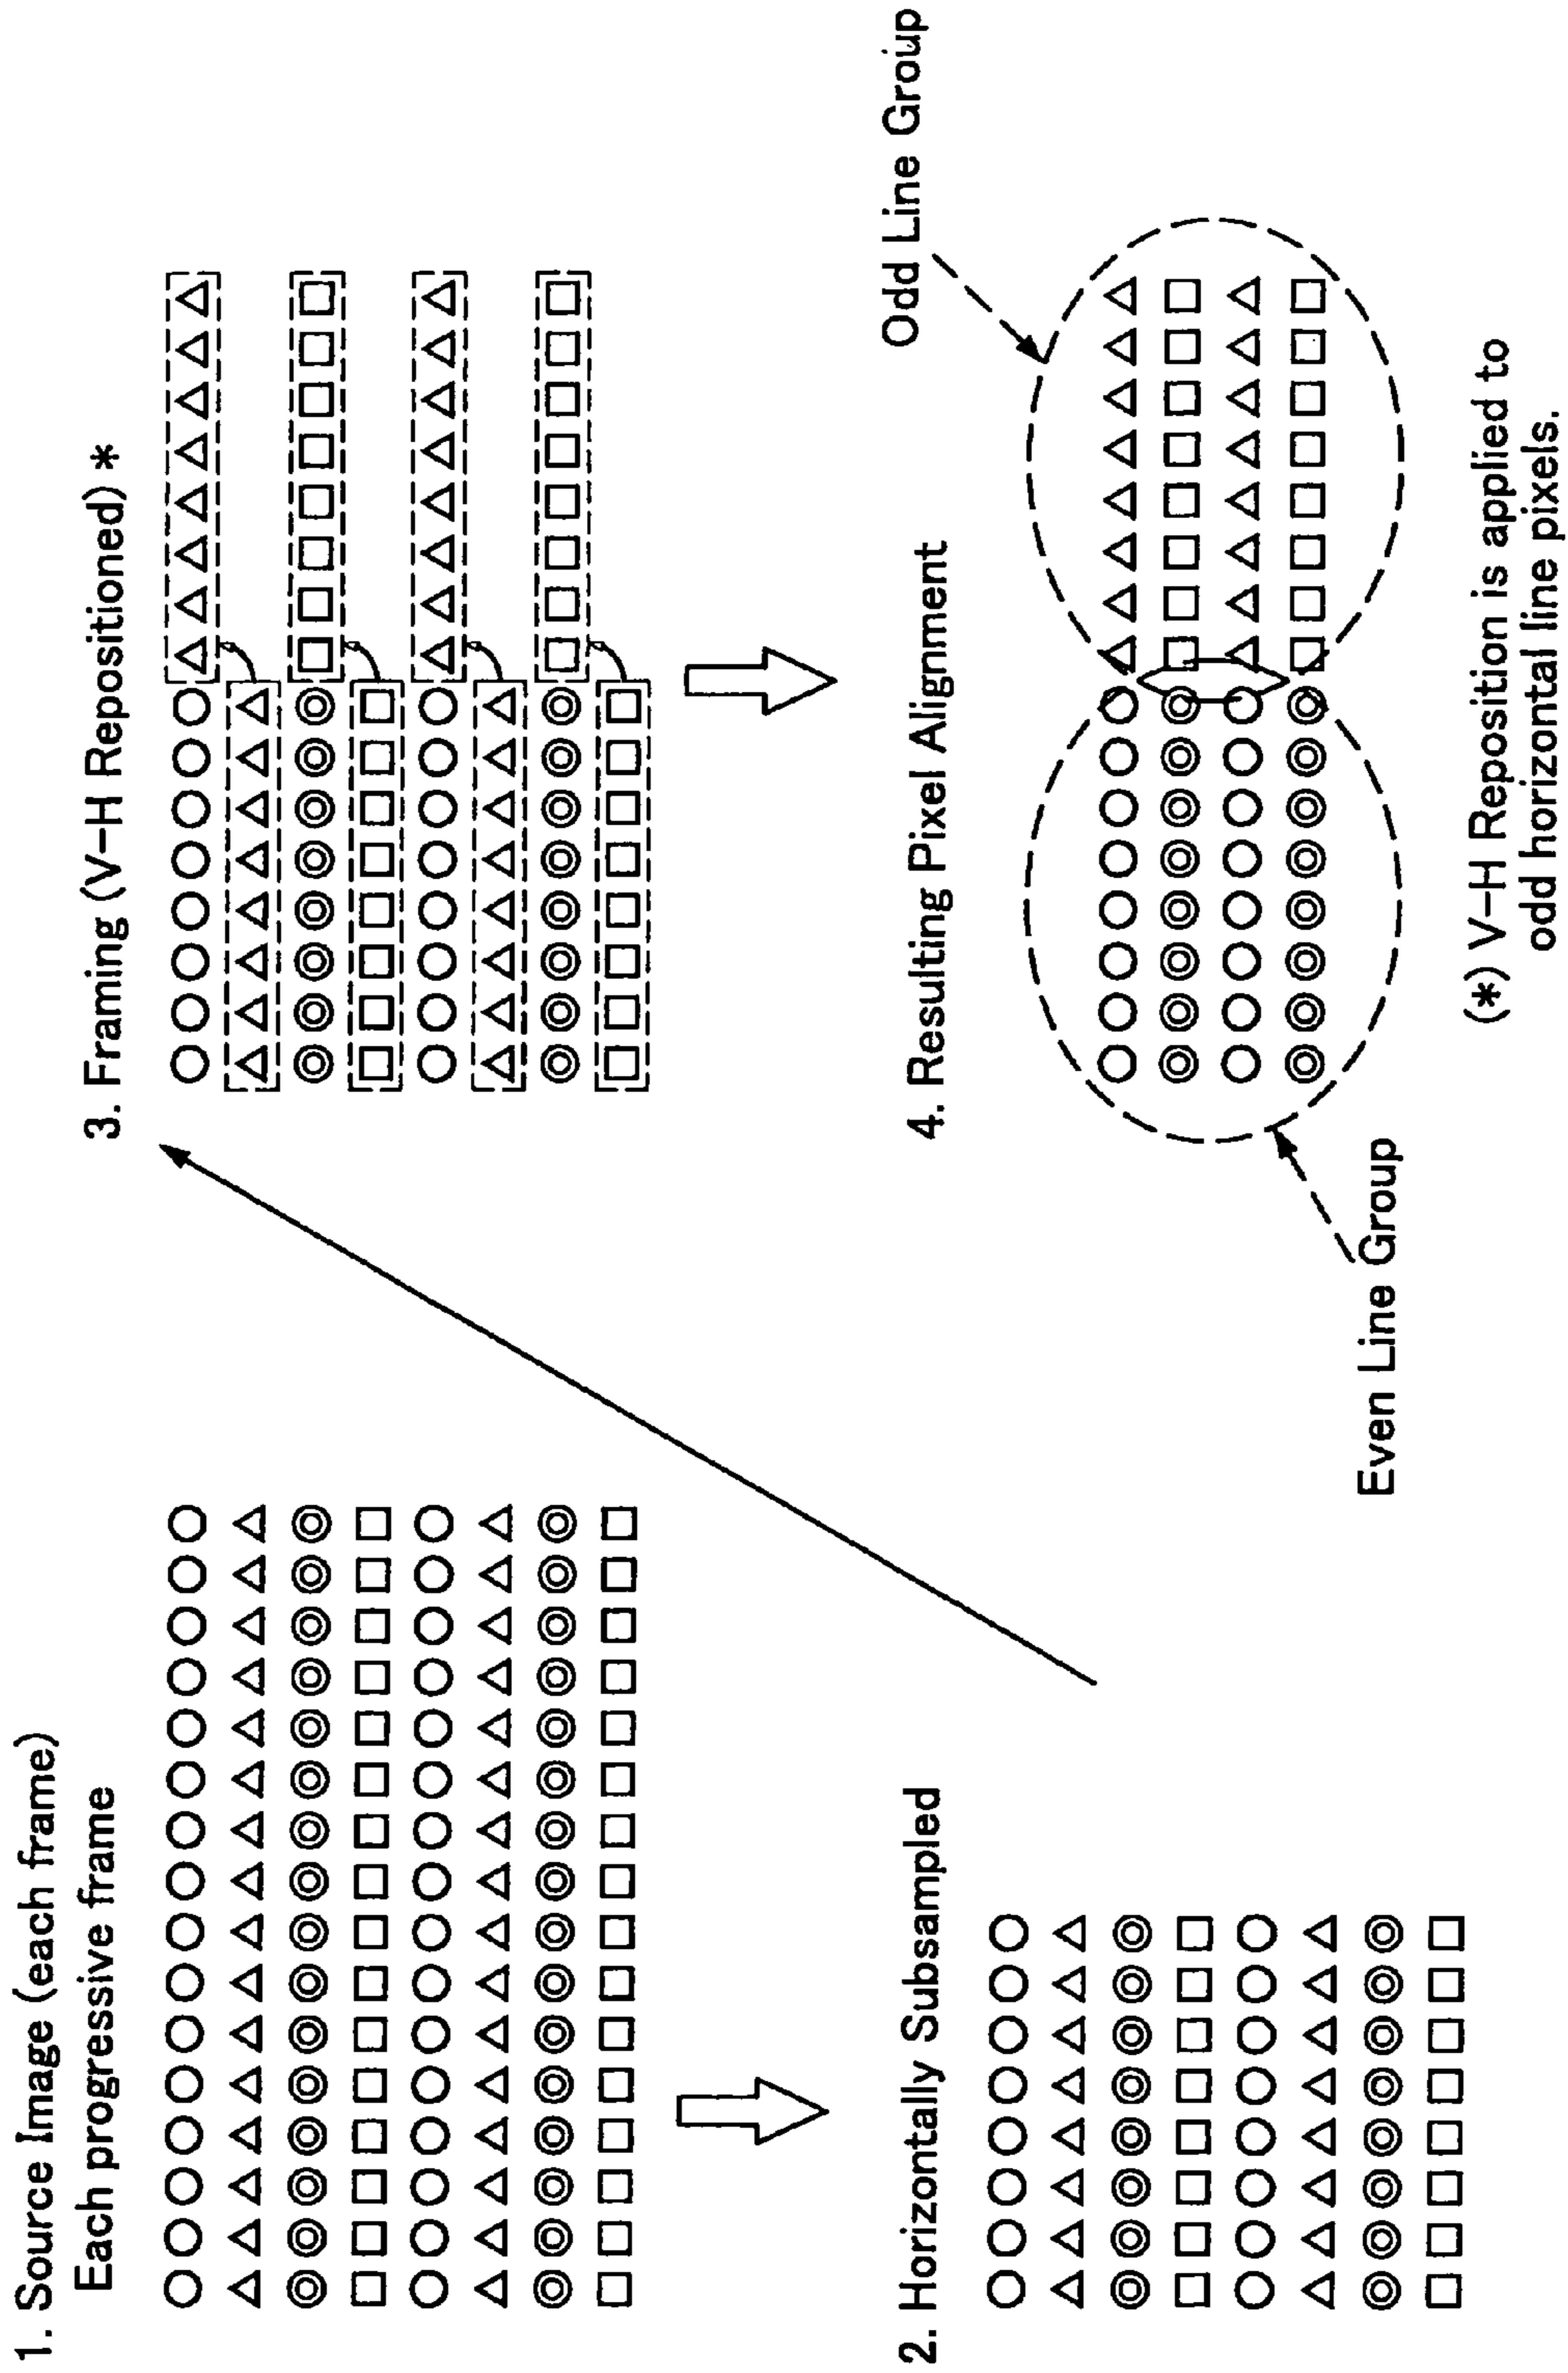 1. Source Image (each frame)
Each progressive frame
2. Horizontally Subsampled
3. Framing (V-H Repositioned) *
4. Resulting Pixel Alignment
Odd Line Group
Even Line Group
(*) V-H Reposition is applied to
odd horizontal line pixels.